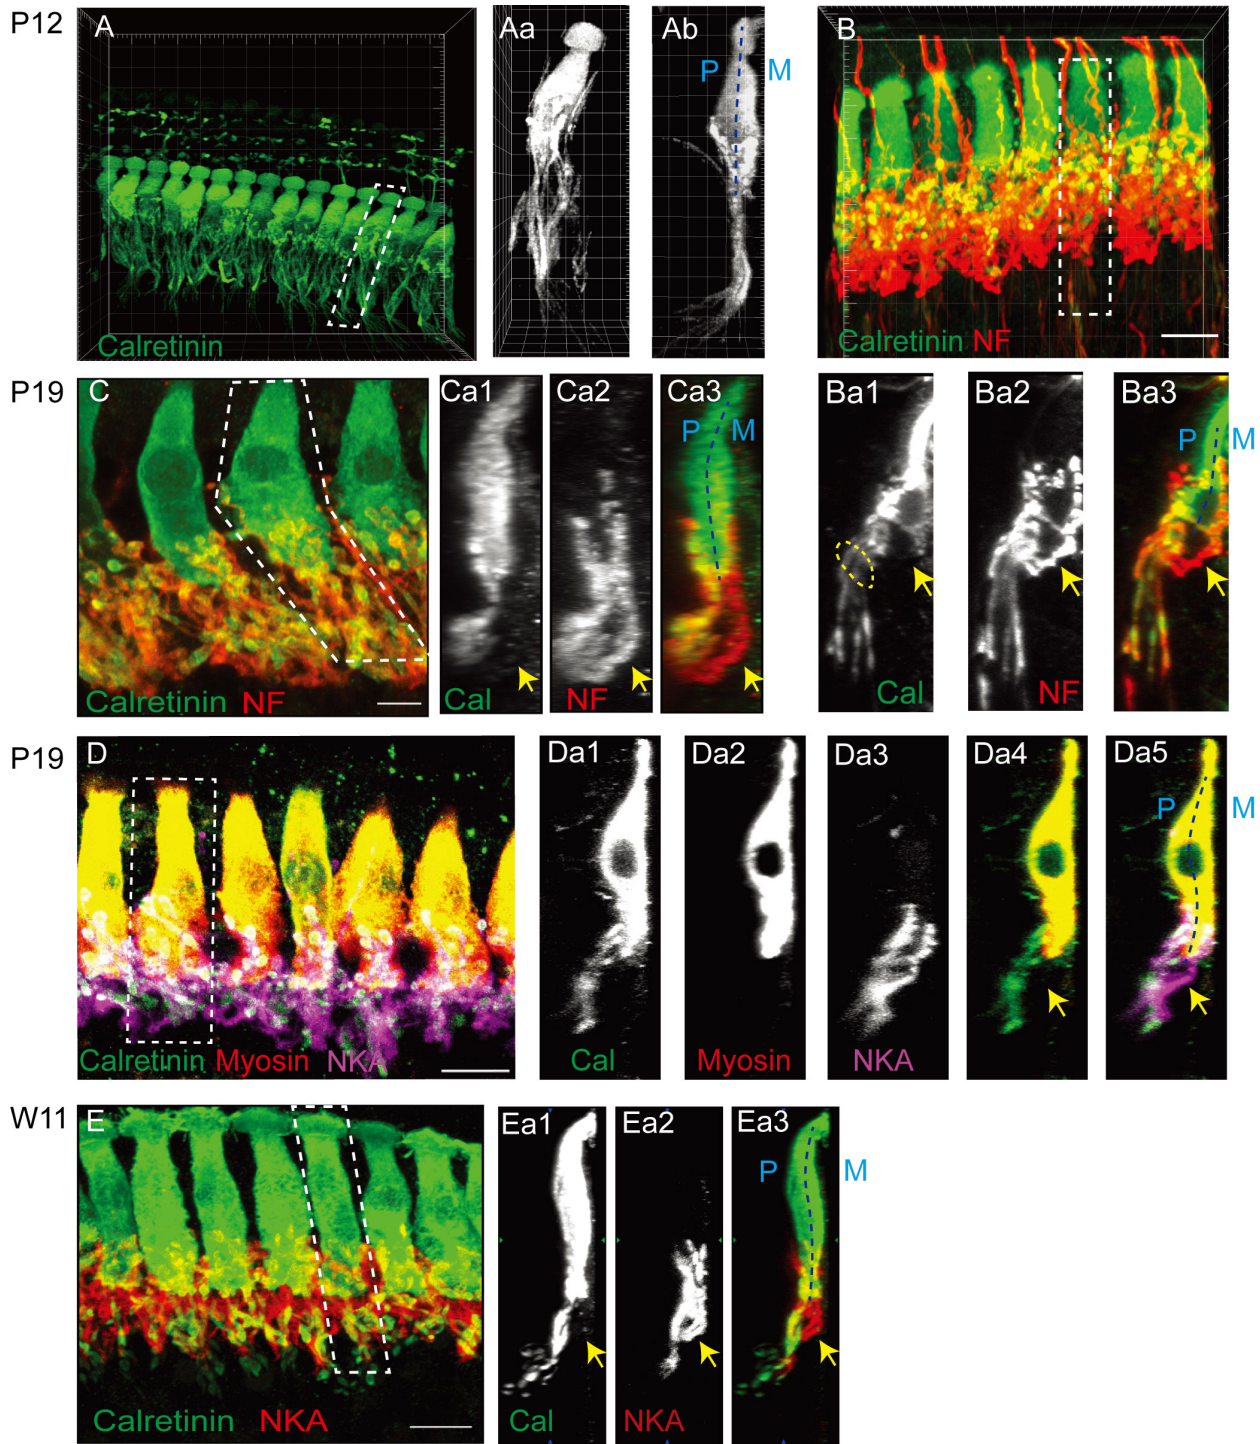 P12
A
Aa
Ab
P
M
B
Calretinin
Calretinin NF
P19
C
Ca1
Ca2
Ca3
P
M
Ba1
Ba2
Ba3
P
M
Calretinin NF
Cal
NF
Cal
NF
P19
D
Da1
Da2
Da3
Da4
Da5
P
M
Calretinin Myosin NKA
Cal
Myosin
NKA
W11
E
Ea1
Ea2
Ea3
P
M
Calretinin NKA
Cal
NKA